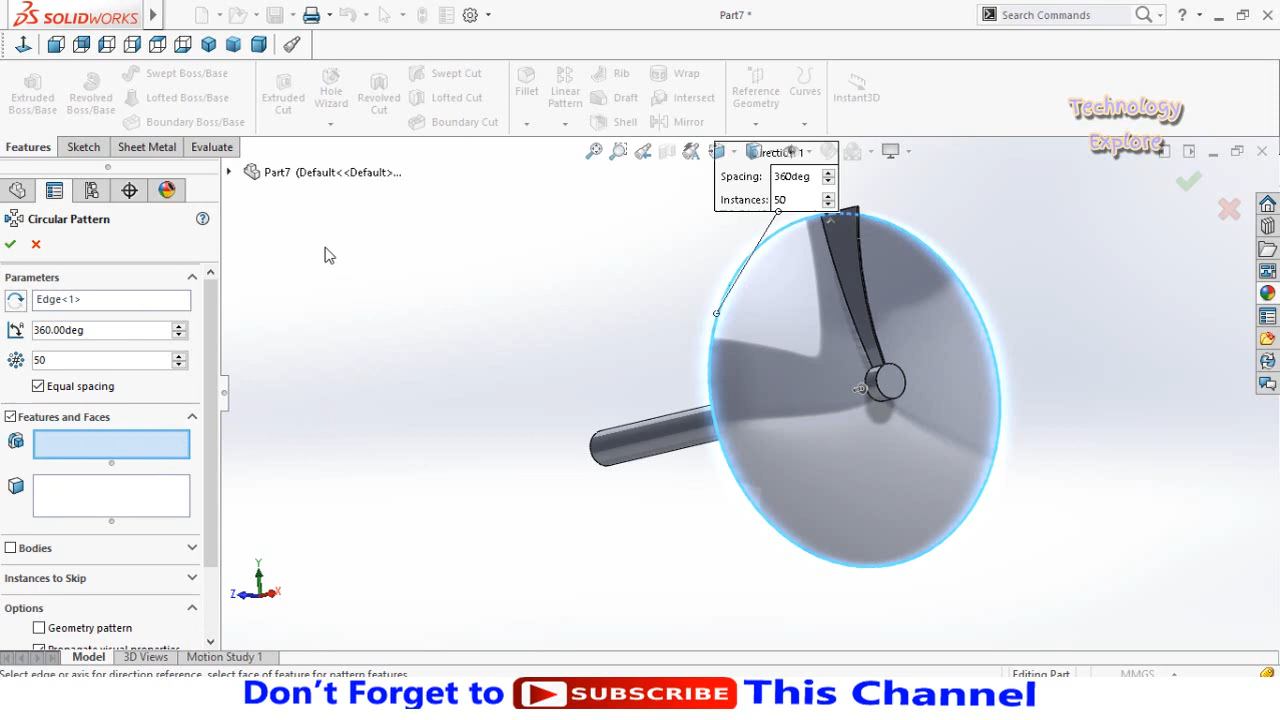 SOLIDWORKS
Part7 *
Search Commands
?
Extruded Boss/Base
Revolved Boss/Base
Swept Boss/Base
Lofted Boss/Base
Boundary Boss/Base
Extruded Cut
Hole Wizard
Revolved Cut
Swept Cut
Lofted Cut
Boundary Cut
Fillet
Linear Pattern
Rib
Draft
Shell
Wrap
Intersect
Mirror
Reference Geometry
Curves
Instant3D
Technology
Explore
Features
Sketch
Sheet Metal
Evaluate
Part7 (Default<<Default>...
Spacing: 360deg
Instances: 50
Circular Pattern
Parameters
Edge<1>
360.00deg
50
Equal spacing
Features and Faces
Bodies
Instances to Skip
Options
Geometry pattern
Propagate visual properties
Y
Z
X
Model
3D Views
Motion Study 1
Select edge or axis for direction reference, select face of feature for pattern features
Editing Part
MMGS
Don't Forget to SUBSCRIBE This Channel